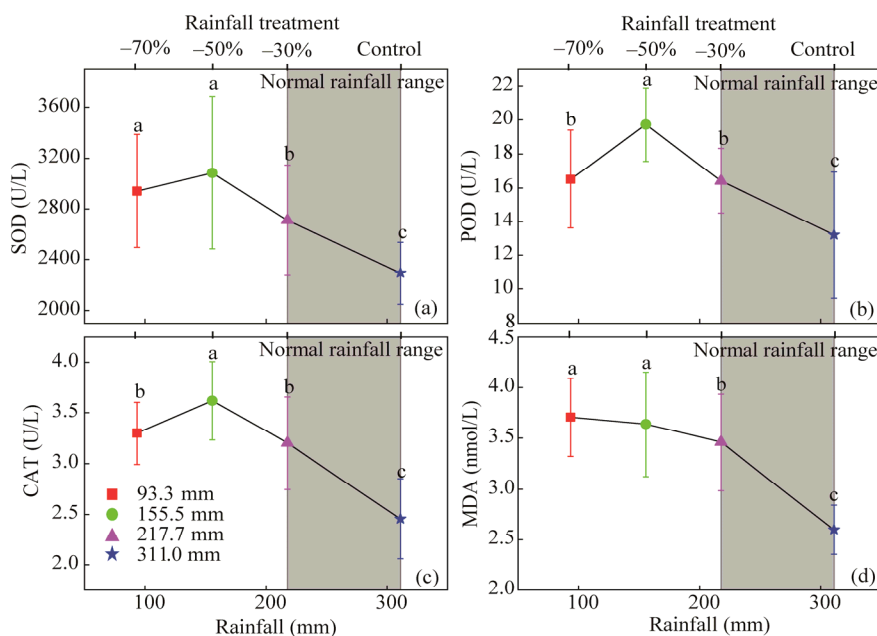 Rainfall treatment
−70% −50% −30% Control
Normal rainfall range
a
a
b
c
3600
3200
2800
2400
2000
SOD (U/L)
(a)
Rainfall treatment
−70% −50% −30% Control
Normal rainfall range
b
a
b
c
22
20
18
16
14
12
10
8
POD (U/L)
(b)
Normal rainfall range
b
a
b
c
4.0
3.5
3.0
2.5
2.0
CAT (U/L)
93.3 mm
155.5 mm
217.7 mm
311.0 mm
(c)
100 200 300
Rainfall (mm)
Normal rainfall range
a
a
b
c
4.5
4.0
3.5
3.0
2.5
2.0
MDA (nmol/L)
(d)
100 200 300
Rainfall (mm)